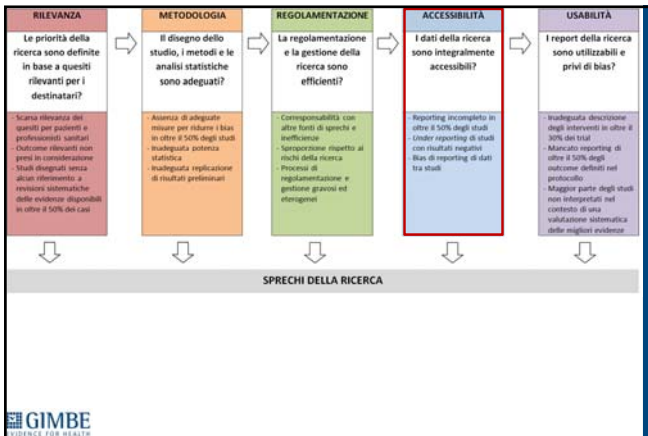 RILEVANZA
Le priorità della
ricerca sono definite
in base a quesiti
rilevanti per i
destinatari?
- Scarsa rilevanza dei
quesiti per pazienti e
professionisti sanitari
- Outcome rilevanti non
presi in considerazione
- Studi disegnati senza
alcun riferimento a
revisioni sistematiche
delle evidenze disponibili
in oltre il 50% dei casi
METODOLOGIA
Il disegno dello
studio, i metodi e le
analisi statistiche
sono adeguati?
- Assenza di adeguate
misure per ridurre i bias
in oltre il 50% degli studi
- Inadeguata potenza
statistica
- Inadeguata replicazione
di risultati preliminari
REGOLAMENTAZIONE
La regolamentazione
e la gestione della
ricerca sono
efficienti?
- Corresponsabilità con
altre fonti di sprechi e
inefficienze
- Sproporzione rispetto ai
rischi della ricerca
- Processi di
regolamentazione e
gestione gravosi ed
eterogenei
ACCESSIBILITÀ
I dati della ricerca
sono integralmente
accessibili?
- Reporting incompleto in
oltre il 50% degli studi
- Under reporting di studi
con risultati negativi
- Bias di reporting di dati
tra studi
USABILITÀ
I report della ricerca
sono utilizzabili e
privi di bias?
- Inadeguata descrizione
degli interventi in oltre il
30% dei trial
- Mancato reporting di
oltre il 50% degli
outcome definiti nel
protocollo
- Maggior parte degli studi
non interpretati nel
contesto di una
valutazione sistematica
delle migliori evidenze
SPRECHI DELLA RICERCA
GIMBE
EVIDENCE FOR HEALTH